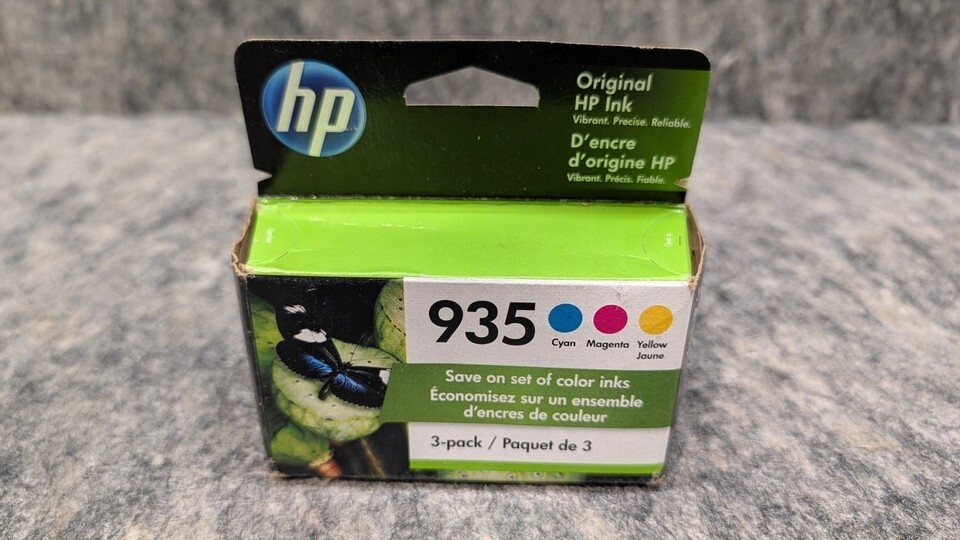 hp
Original
HP Ink
Vibrant. Precise. Reliable.
D'encre
d'origine HP
Vibrant. Précis. Fiable.
935
Cyan Magenta Yellow
Jaune
Save on set of color inks
Économisez sur un ensemble
d'encres de couleur
3-pack / Paquet de 3